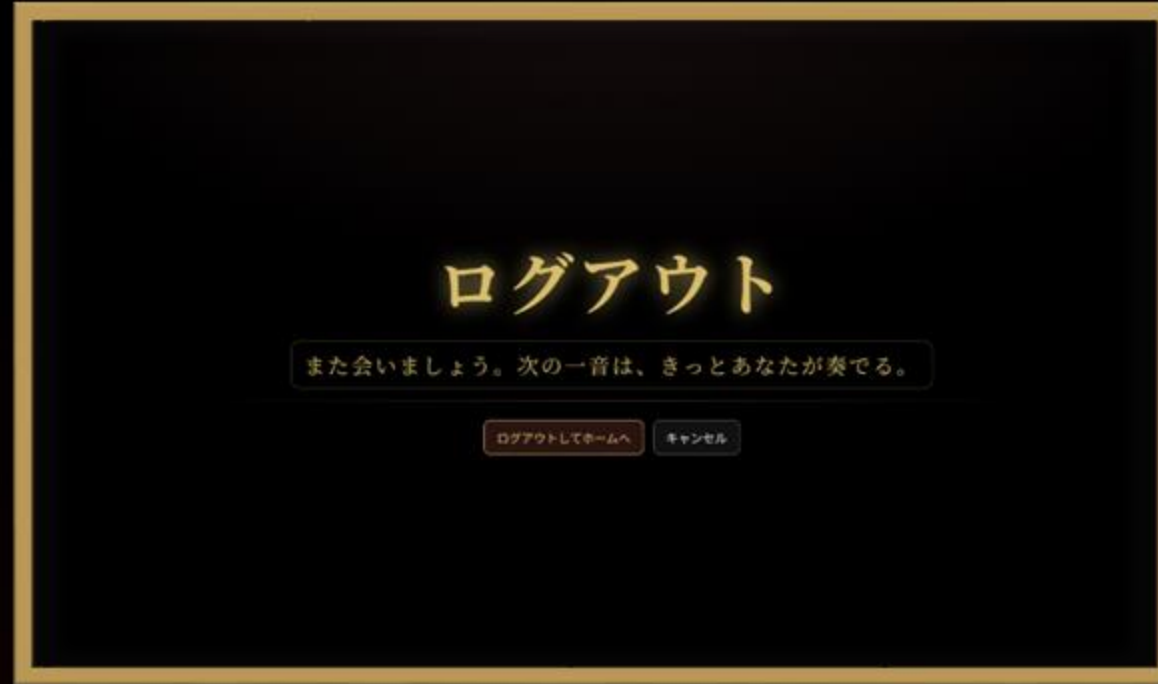 ログアウト
また会いましょう。次の一音は、きっとあなたが奏でる。
ログアウトしてホームへ
キャンセル